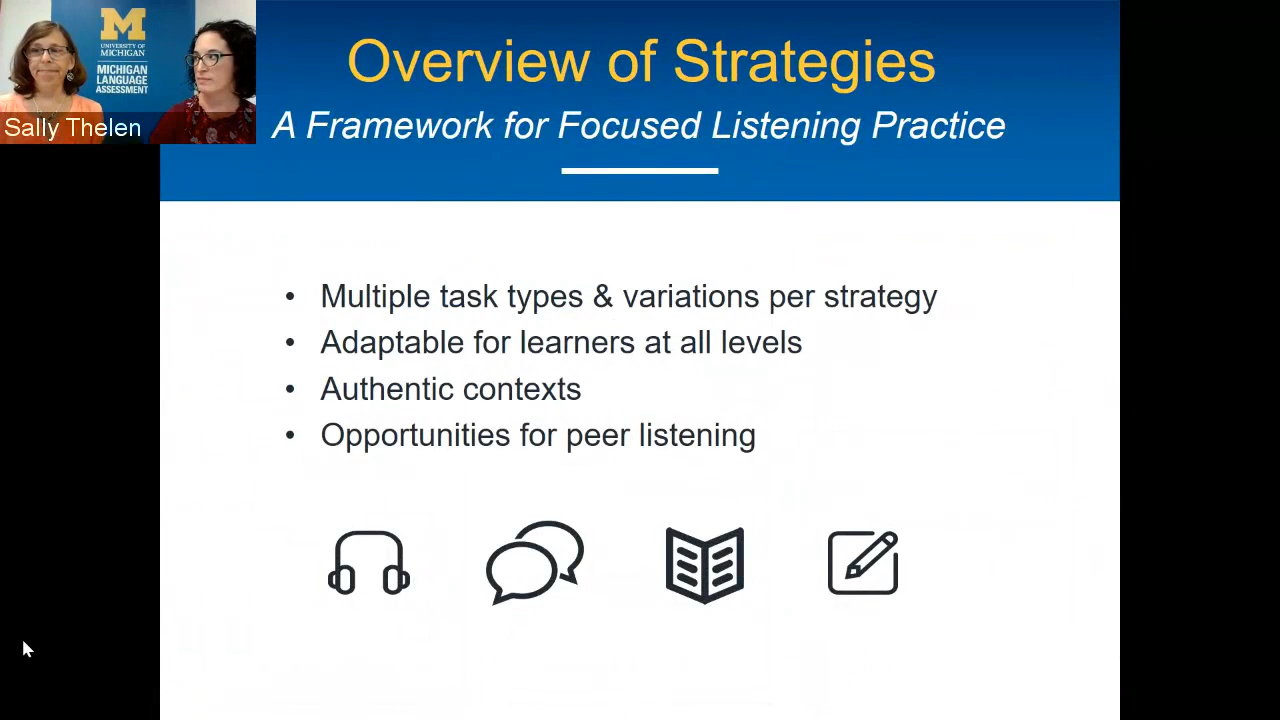 M
UNIVERSITY OF
MICHIGAN
MICHIGAN
LANGUAGE
ASSESSMENT
Sally Thelen
Overview of Strategies
A Framework for Focused Listening Practice
• Multiple task types & variations per strategy
• Adaptable for learners at all levels
• Authentic contexts
• Opportunities for peer listening